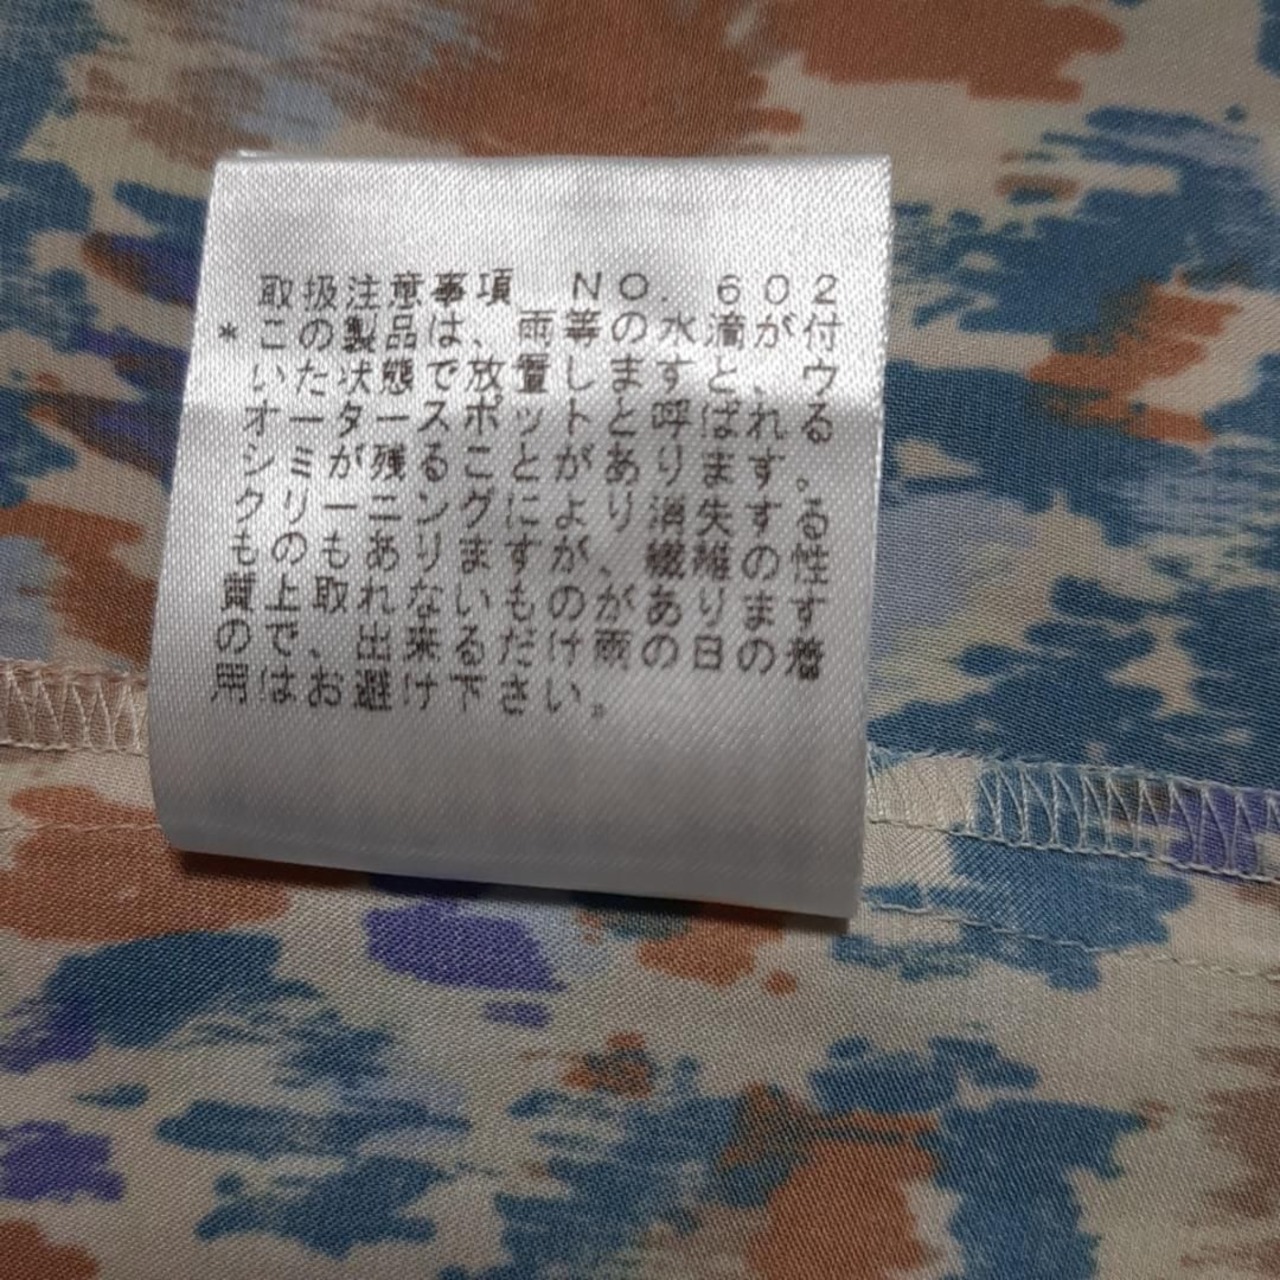 取扱注意事項 NO.602
*この製品は、雨等の水滴が付
いた状態で放置しますと、ウ
オータースポットと呼ばれる
シミが残ることがあります。
クリーニングにより消失する
ものもありますが、繊維の性
質上取れないものがあります
ので、出来るだけ雨の日の着
用はお避け下さい。